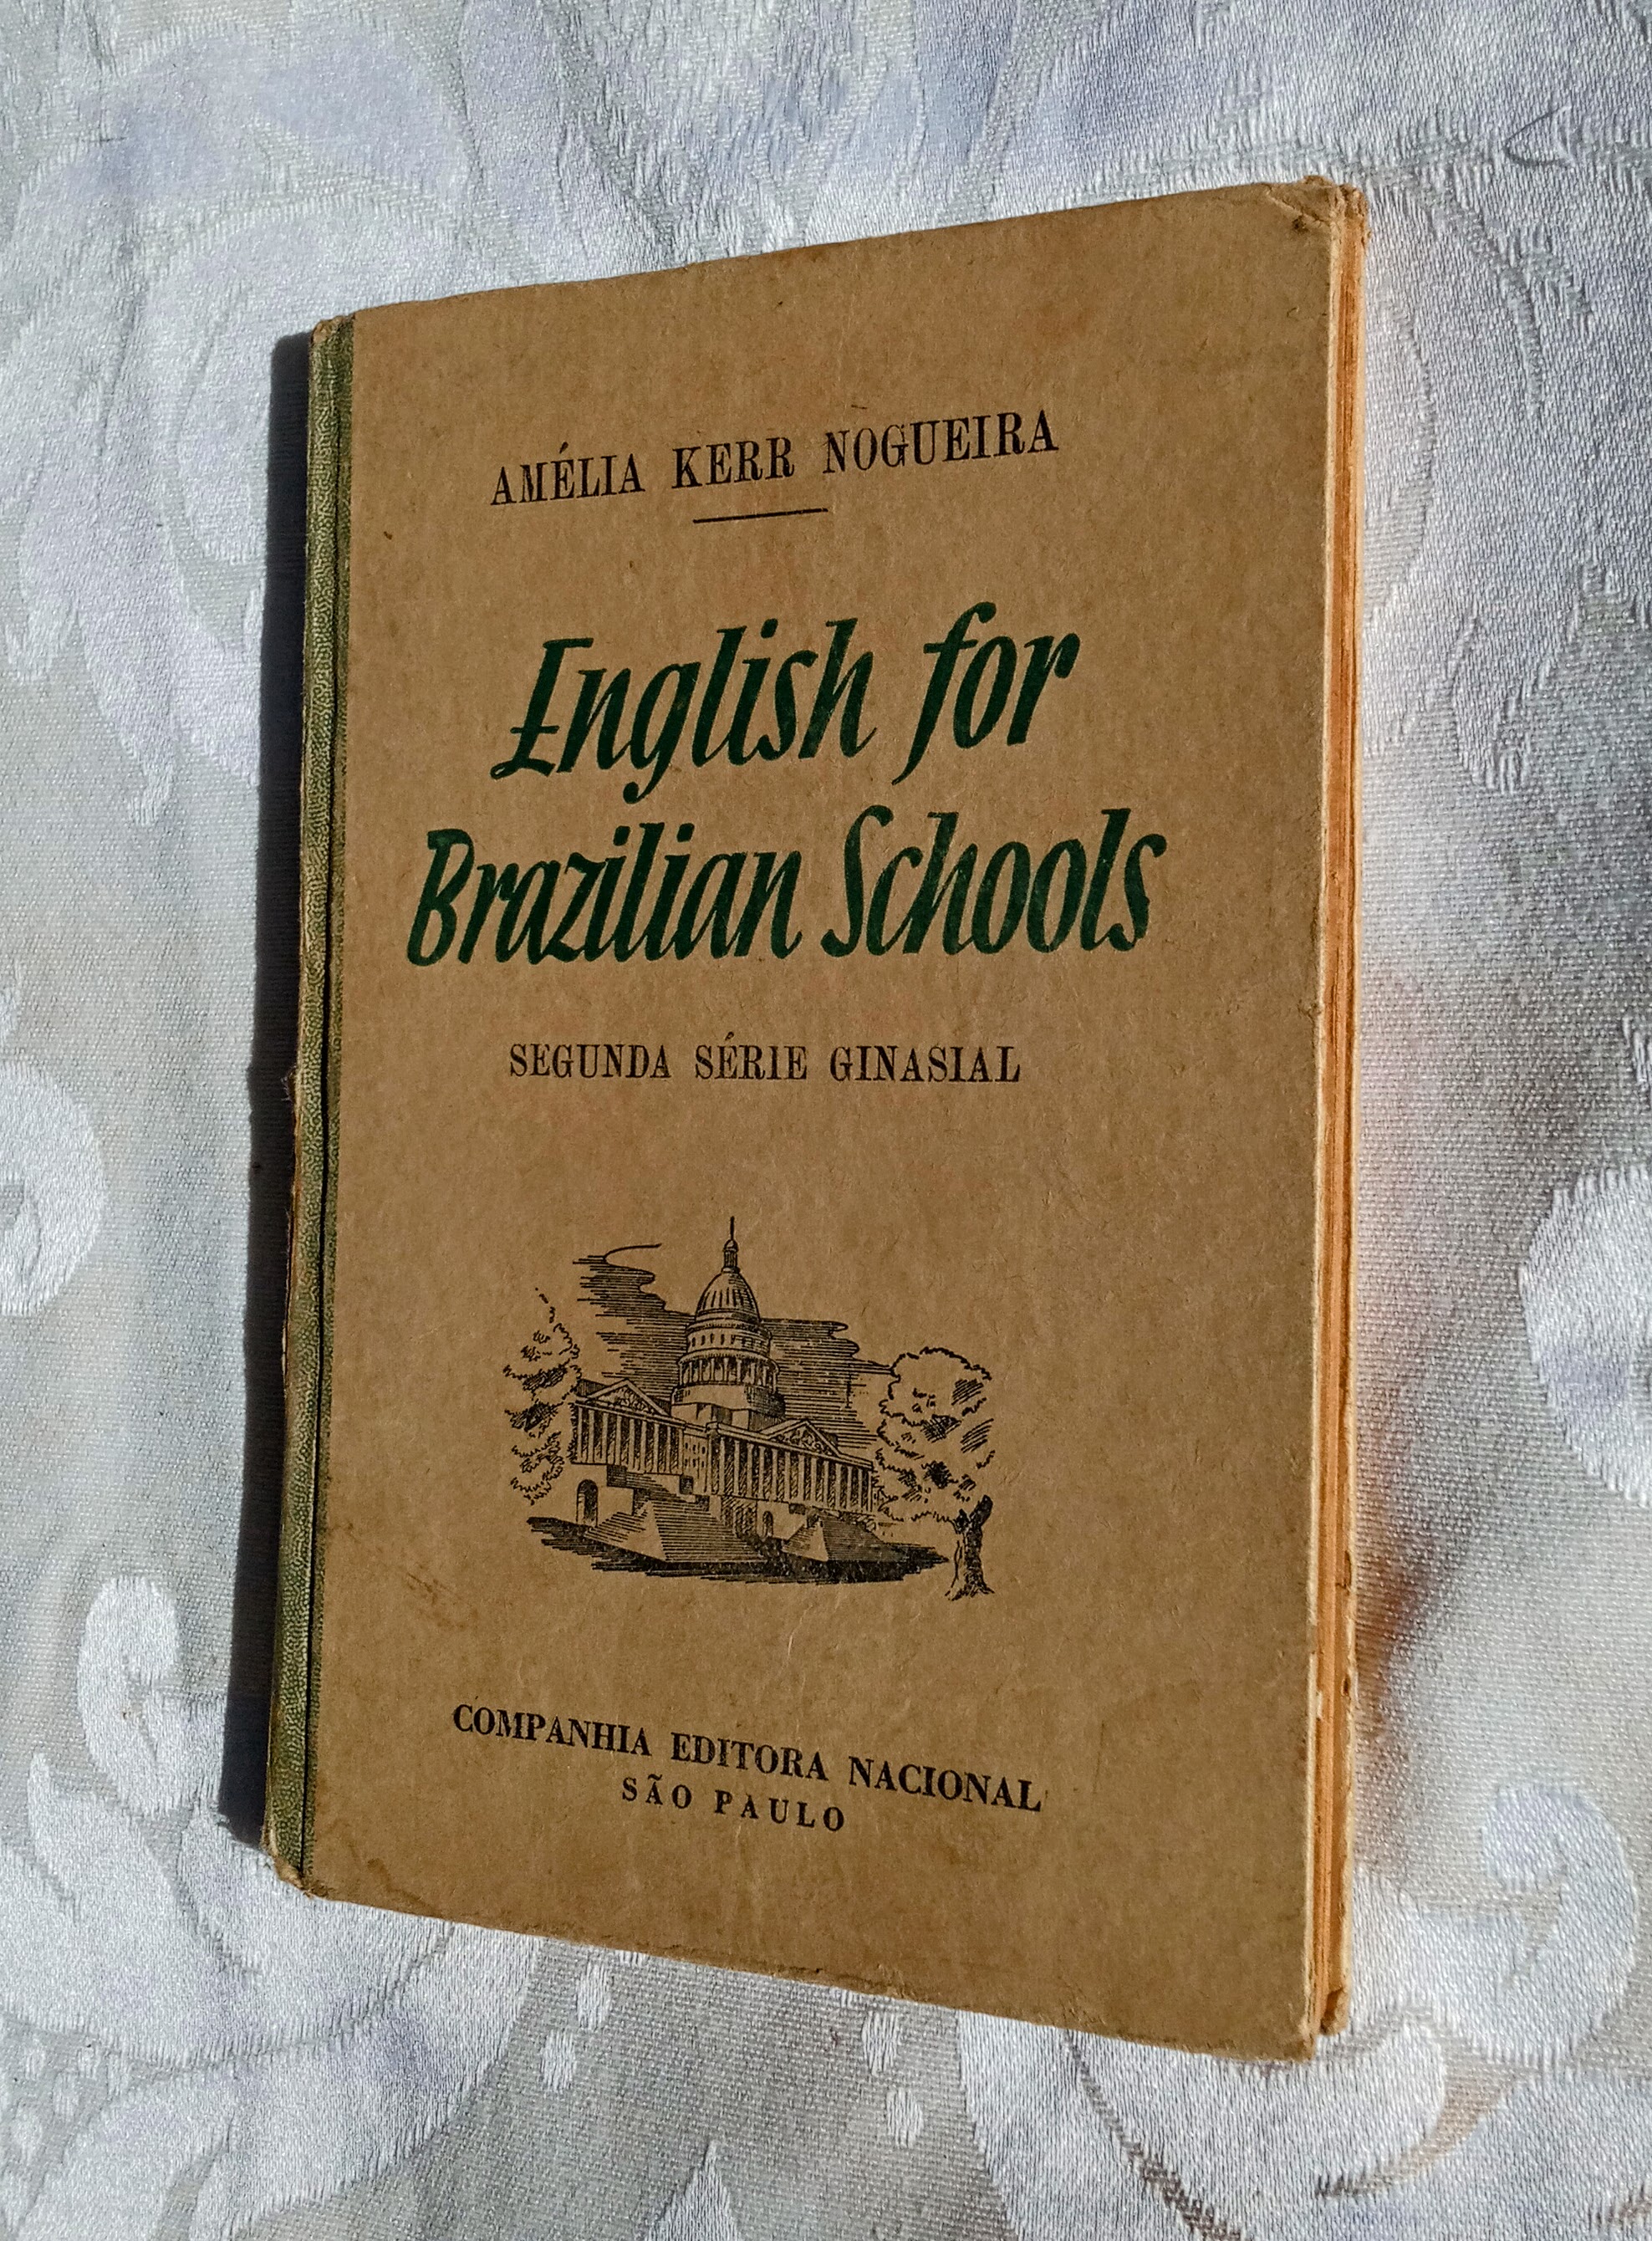 AMÉLIA KERR NOGUEIRA
English for
Brazilian Schools
SEGUNDA SÉRIE GINASIAL
COMPANHIA EDITORA NACIONAL
SÃO PAULO